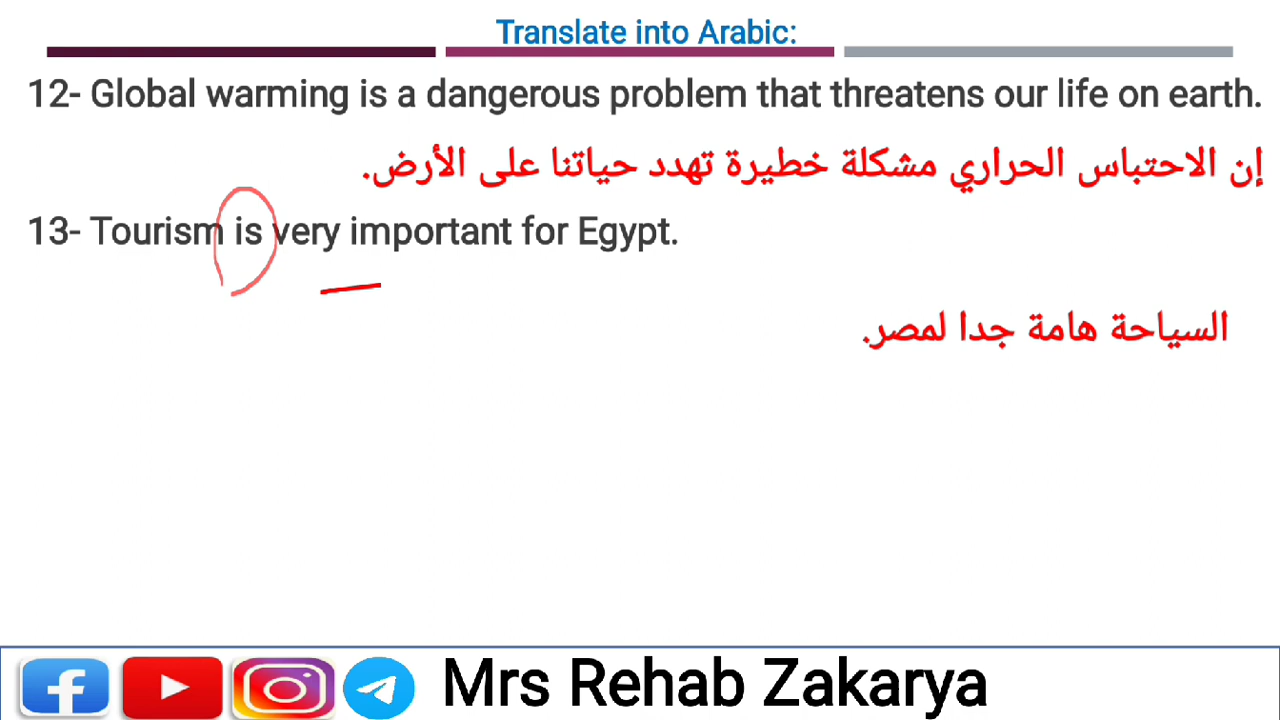 Translate into Arabic:
12- Global warming is a dangerous problem that threatens our life on earth.
إن الاحتباس الحراري مشكلة خطيرة تهدد حياتنا على الأرض.
13- Tourism is very important for Egypt.
السياحة هامة جدا لمصر.
Mrs Rehab Zakarya